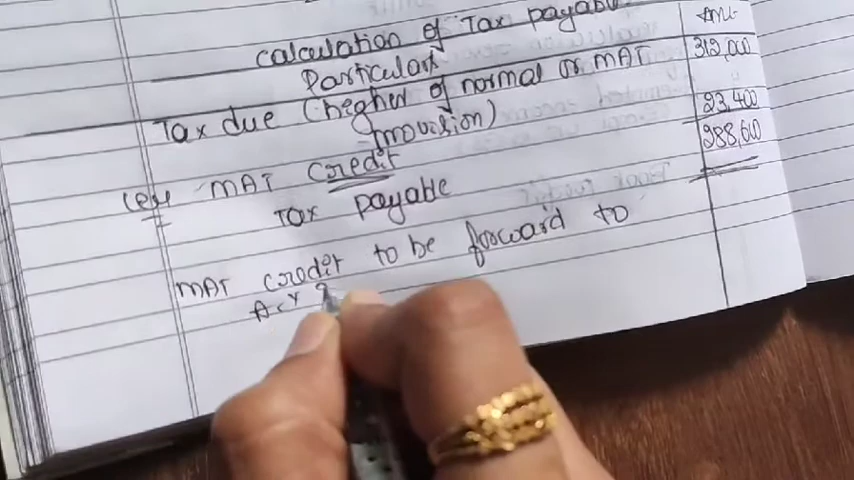 Calculation of Tax payable
Particulars Amt
Tax due (higher of normal or MAT 312,000
provision)
Less MAT credit 23,400
Tax payable 288,600
MAT credit to be forward to
A.Y